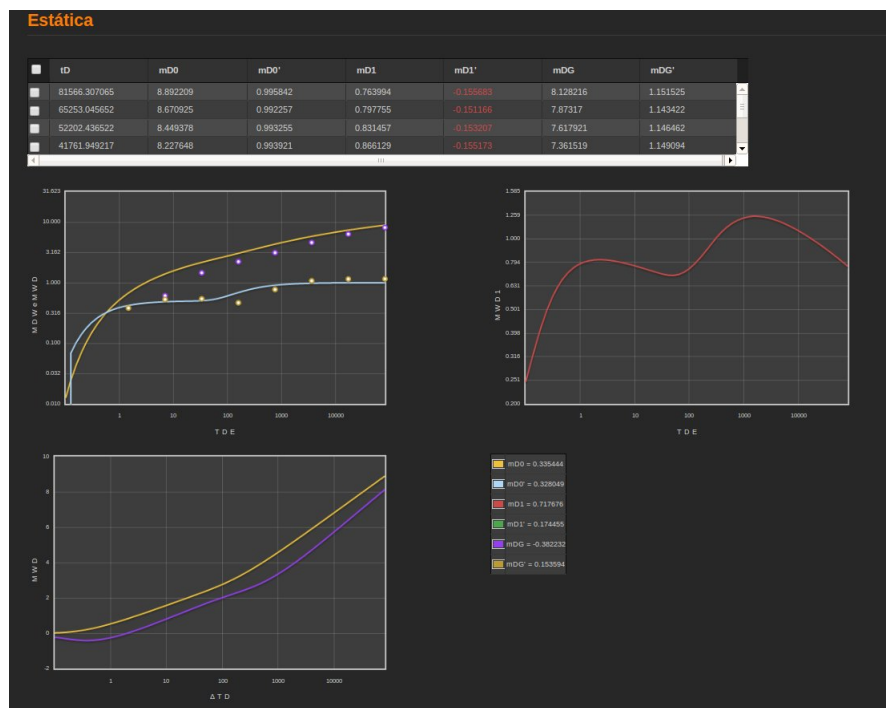 Estática
tD mD0 mD0' mD1 mD1' mDG mDG'
81566.307065 8.892209 0.995842 0.763994 -0.155683 8.128216 1.151525
65253.045652 8.670925 0.992257 0.797755 -0.151166 7.87317 1.143422
52202.436522 8.449378 0.993255 0.831457 -0.153207 7.617921 1.146462
41761.949217 8.227648 0.993921 0.866129 -0.155173 7.361519 1.149094
31.623
10.000
3.162
1.000
0.316
0.100
0.032
0.010
MDWeMWD
1 10 100 1000 10000
TDE
1.585
1.259
1.000
0.794
0.631
0.501
0.398
0.316
0.251
0.200
MWD1
1 10 100 1000 10000
TDE
10
8
6
4
2
0
-2
MWD
1 10 100 1000 10000
ΔTD
mD0 = 0.335444
mD0' = 0.328049
mD1 = 0.717676
mD1' = 0.174455
mDG = -0.382232
mDG' = 0.153594